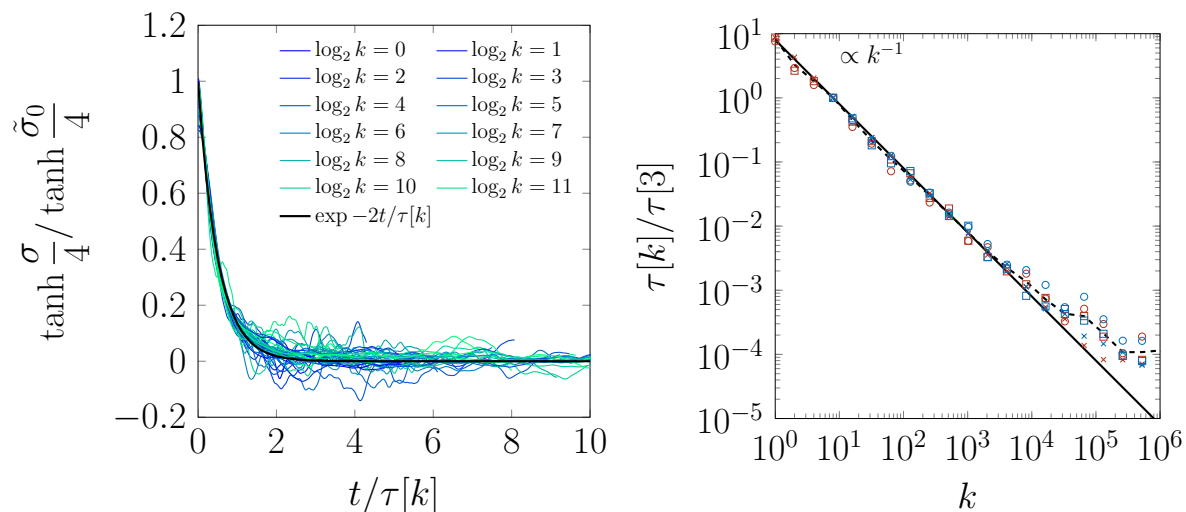 1.2
1
0.8
0.6
0.4
0.2
0
−0.2
tanh σ/4 / tanh σ̃₀/4
log₂ k = 0
log₂ k = 1
log₂ k = 2
log₂ k = 3
log₂ k = 4
log₂ k = 5
log₂ k = 6
log₂ k = 7
log₂ k = 8
log₂ k = 9
log₂ k = 10
log₂ k = 11
exp −2t/τ[k]
0 2 4 6 8 10
t/τ[k]
10¹
10⁰
10⁻¹
10⁻²
10⁻³
10⁻⁴
10⁻⁵
τ[k]/τ[3]
∝ k⁻¹
10⁰ 10¹ 10² 10³ 10⁴ 10⁵ 10⁶
k